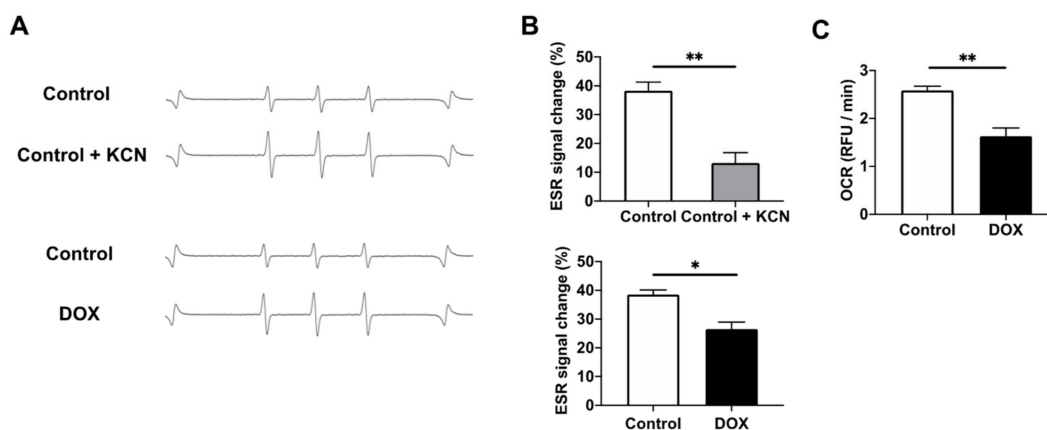 A
Control
Control + KCN
Control
DOX
B
ESR signal change (%)
50
40
30
20
10
0
**
Control
Control + KCN
ESR signal change (%)
50
40
30
20
10
0
*
Control
DOX
C
OCR (RFU / min)
3
2
1
0
**
Control
DOX